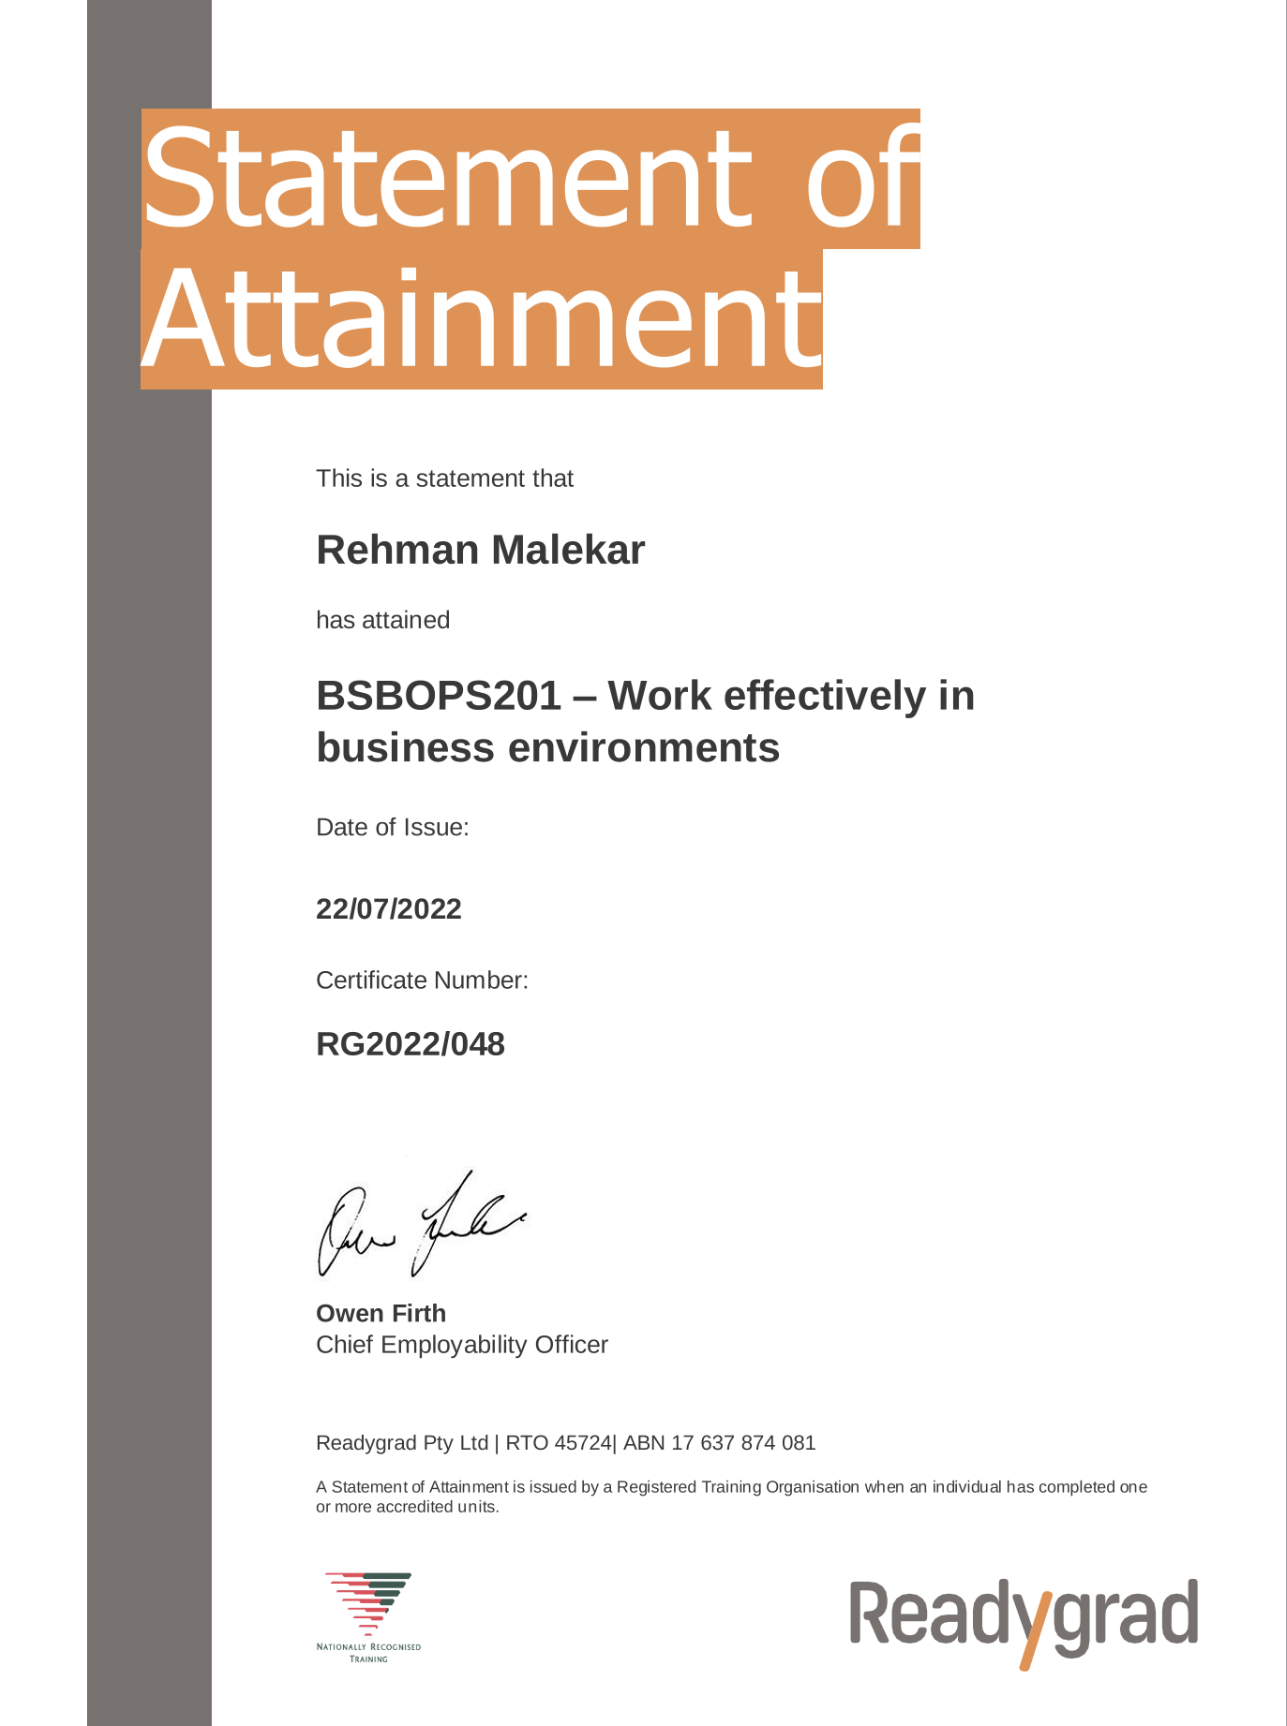 Statement of
Attainment
This is a statement that
Rehman Malekar
has attained
BSBOPS201 – Work effectively in
business environments
Date of Issue:
22/07/2022
Certificate Number:
RG2022/048
Owen Firth
Chief Employability Officer
Readygrad Pty Ltd | RTO 45724| ABN 17 637 874 081
A Statement of Attainment is issued by a Registered Training Organisation when an individual has completed one
or more accredited units.
NATIONALLY RECOGNISED
TRAINING
Readygrad